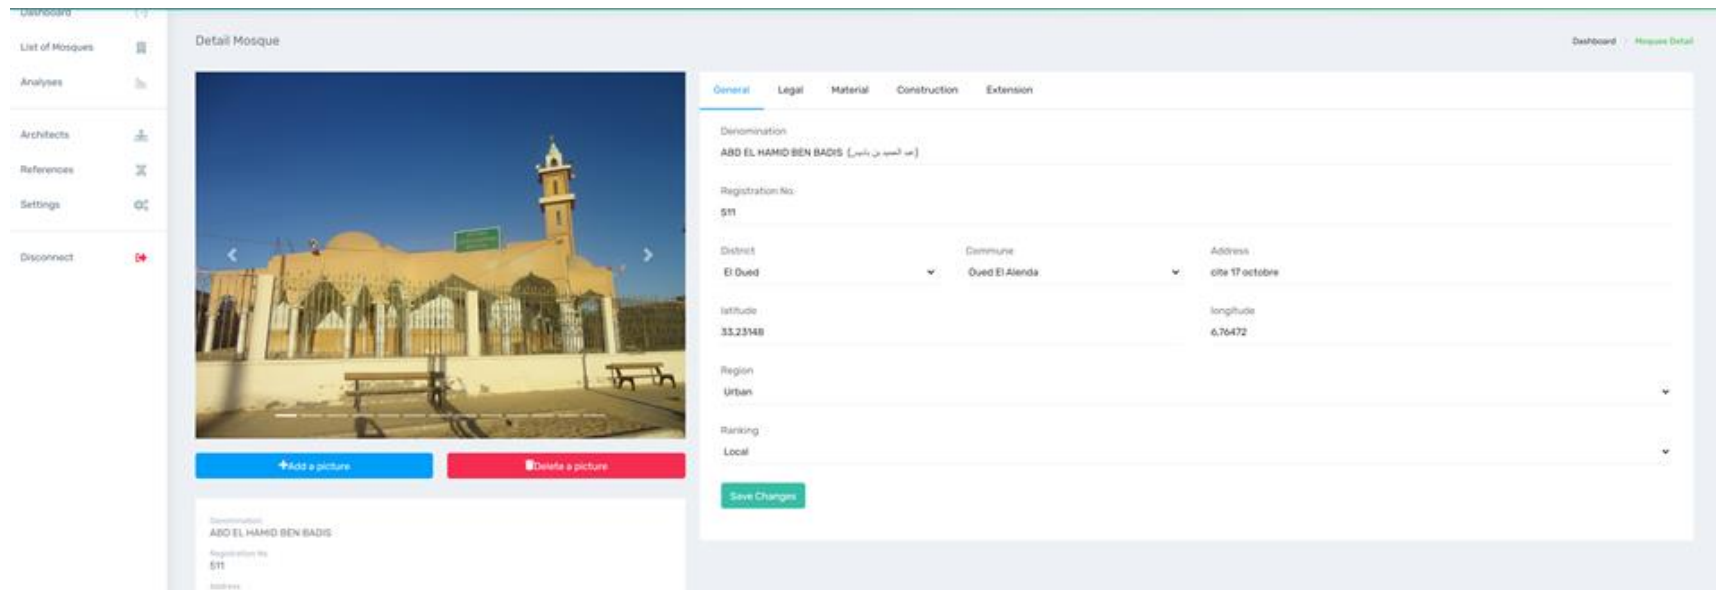 Dashboard
List of Mosques
Analyses
Architects
References
Settings
Disconnect
Detail Mosque
Dashboard
Mosques Detail
+Add a picture
Delete a picture
Denomination
ABD EL HAMID BEN BADIS
Registration No
511
Address
General Legal Material Construction Extension
Denomination
ABD EL HAMID BEN BADIS
Registration No.
511
District Commune Address
El Oued Oued El Alenda cite 17 octobre
latitude longitude
33,23148 6,76472
Region
Urban
Ranking
Local
Save Changes